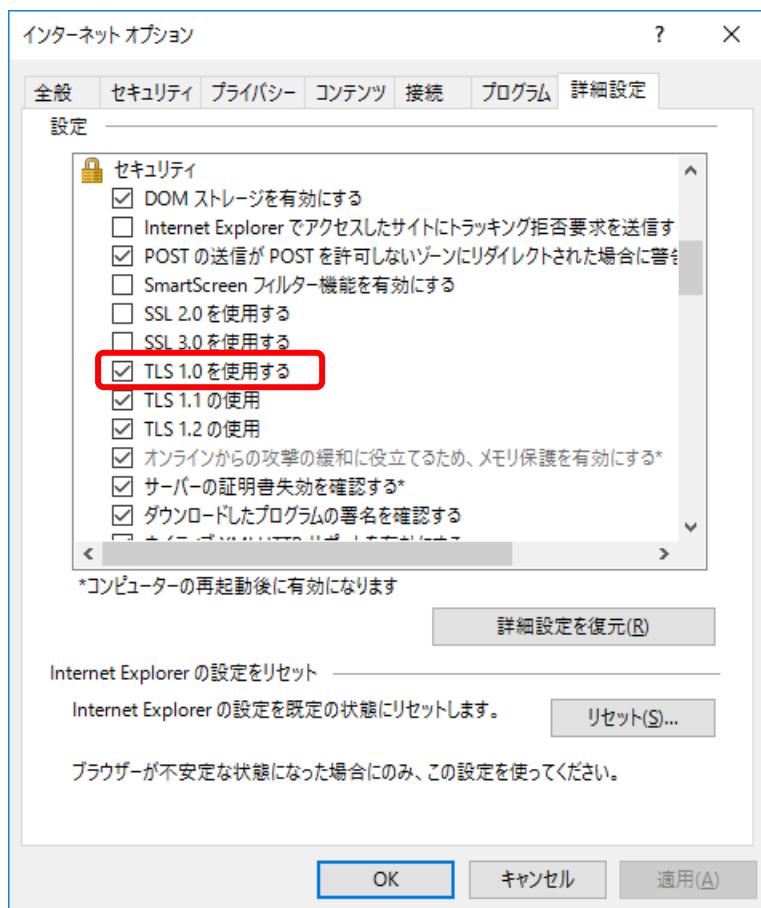 インターネット オプション ? ×
全般 セキュリティ プライバシー コンテンツ 接続 プログラム 詳細設定
設定
セキュリティ
DOM ストレージを有効にする
Internet Explorer でアクセスしたサイトにトラッキング拒否要求を送信す
POST の送信が POST を許可しないゾーンにリダイレクトされた場合に警告
SmartScreen フィルター機能を有効にする
SSL 2.0 を使用する
SSL 3.0 を使用する
TLS 1.0 を使用する
TLS 1.1 の使用
TLS 1.2 の使用
オンラインからの攻撃の緩和に役立てるため、メモリ保護を有効にする*
サーバーの証明書失効を確認する*
ダウンロードしたプログラムの署名を確認する
*コンピューターの再起動後に有効になります
詳細設定を復元(R)
Internet Explorer の設定をリセット
Internet Explorer の設定を既定の状態にリセットします。
リセット(S)...
ブラウザーが不安定な状態になった場合にのみ、この設定を使ってください。
OK キャンセル 適用(A)